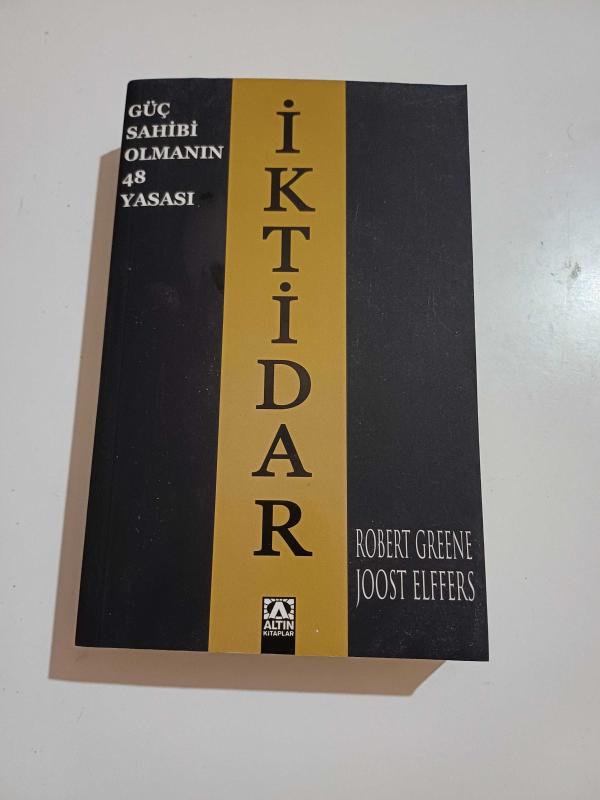 GÜÇ
SAHİBİ
OLMANIN
48
YASASI
İKTİDAR
ROBERT GREENE
JOOST ELFFERS
ALTIN
KİTAPLAR